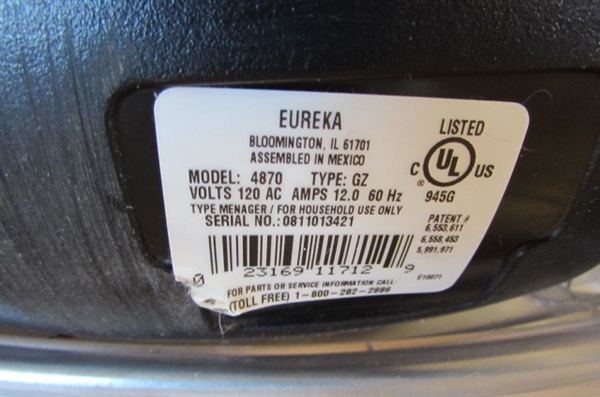 EUREKA
BLOOMINGTON, IL 61701
ASSEMBLED IN MEXICO
MODEL: 4870 TYPE: GZ
VOLTS 120 AC AMPS 12.0 60 Hz
TYPE MENAGER / FOR HOUSEHOLD USE ONLY
SERIAL NO.:0811013421
LISTED
C UL ® US
945G
PATENT #
6,553,611
6,558,453
5,991,971
0 23169 11712 9
E10071
FOR PARTS OR SERVICE INFORMATION CALL:
(TOLL FREE) 1-800-282-2886